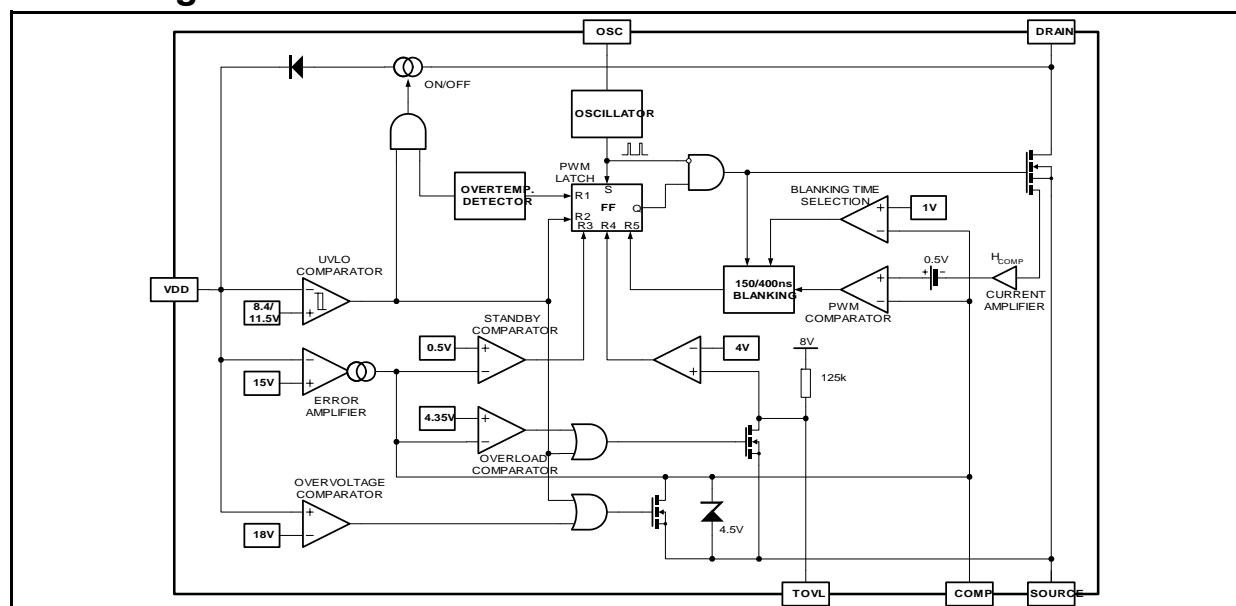 OSC
DRAIN
ON/OFF
OSCILLATOR
PWM
LATCH
OVERTEMP.
DETECTOR
S
R1
FF
Q
R2
R3 R4 R5
BLANKING TIME
SELECTION
+
1V
−
UVLO
COMPARATOR
VDD
−
+
8.4/
11.5V
150/400ns
BLANKING
+
−
PWM
COMPARATOR
0.5V
+ −
HCOMP
CURRENT
AMPLIFIER
STANDBY
COMPARATOR
0.5V
+
−
−
4V
+
8V
125k
−
15V
+
ERROR
AMPLIFIER
4.35V
+
−
OVERLOAD
COMPARATOR
OVERVOLTAGE
COMPARATOR
+
18V
−
4.5V
TOVL
COMP
SOURCE